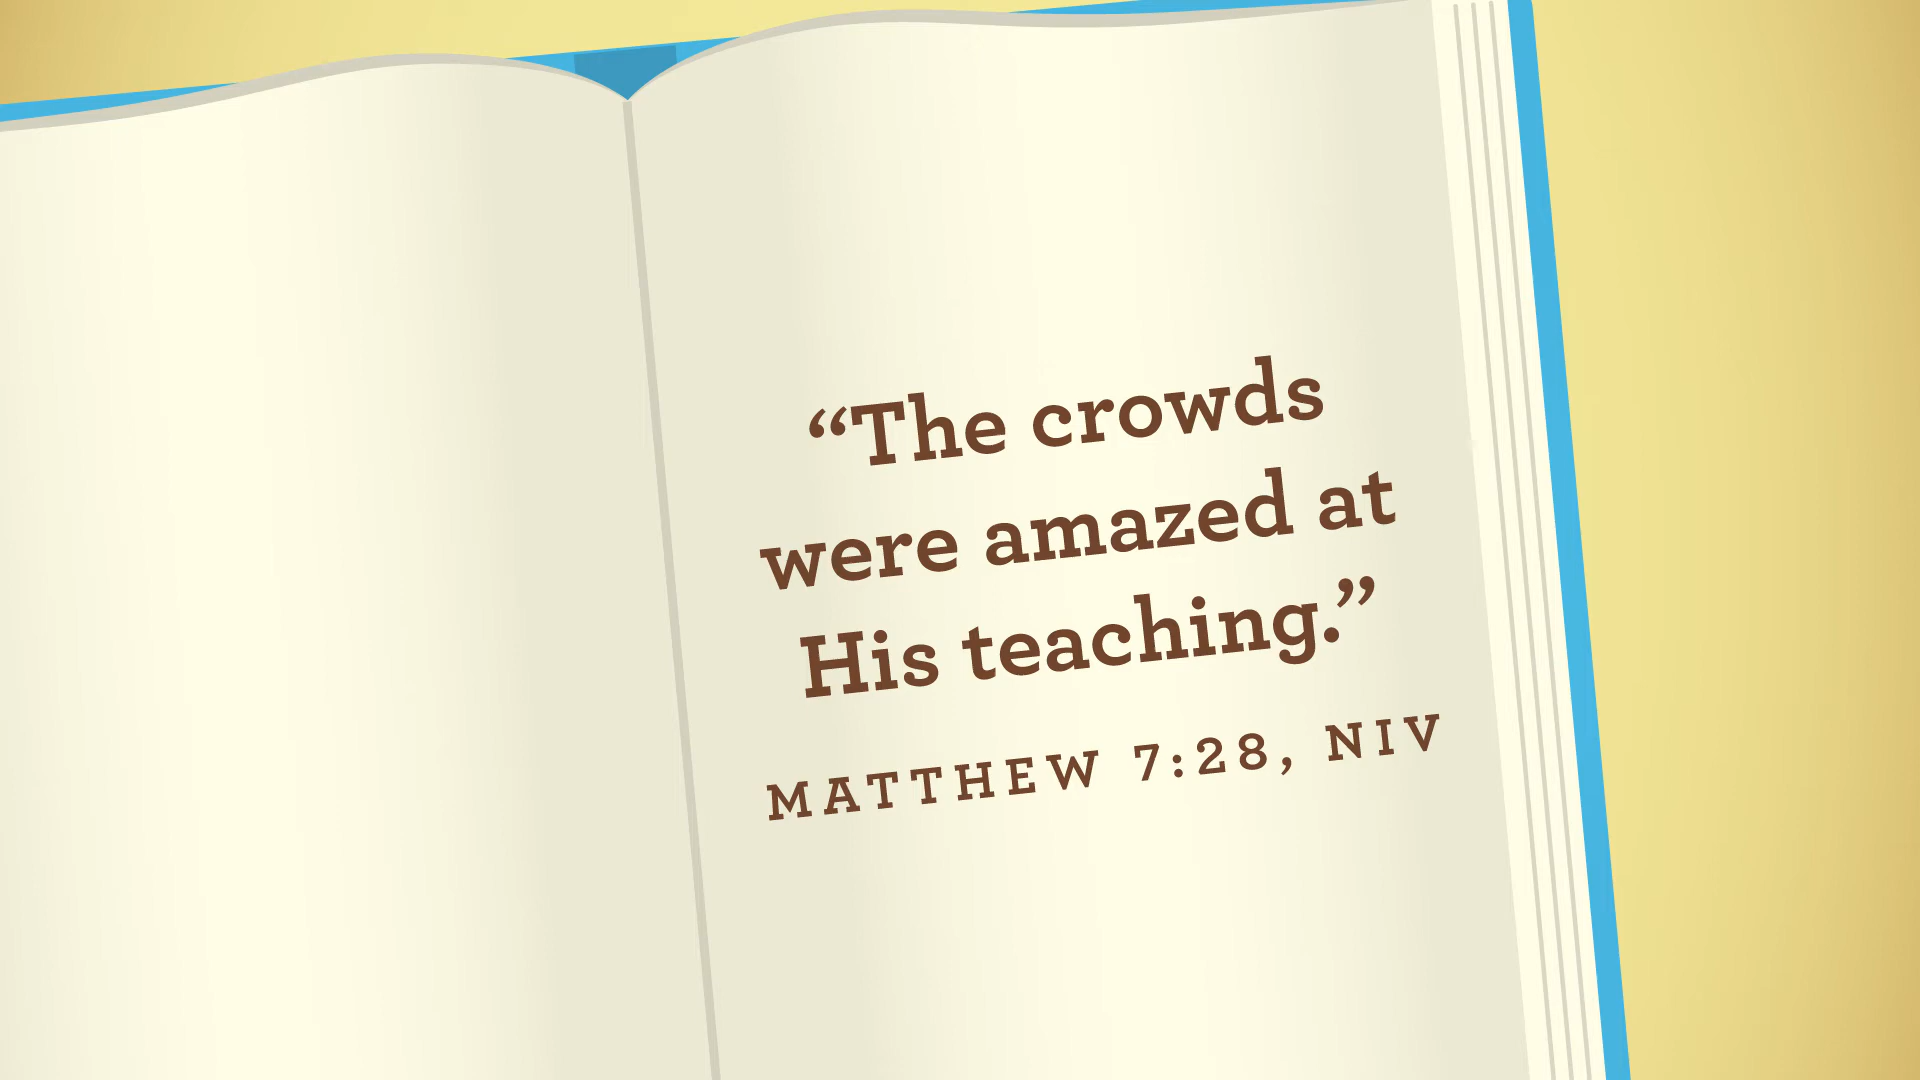 “The crowds
were amazed at
His teaching.”
MATTHEW 7:28, NIV